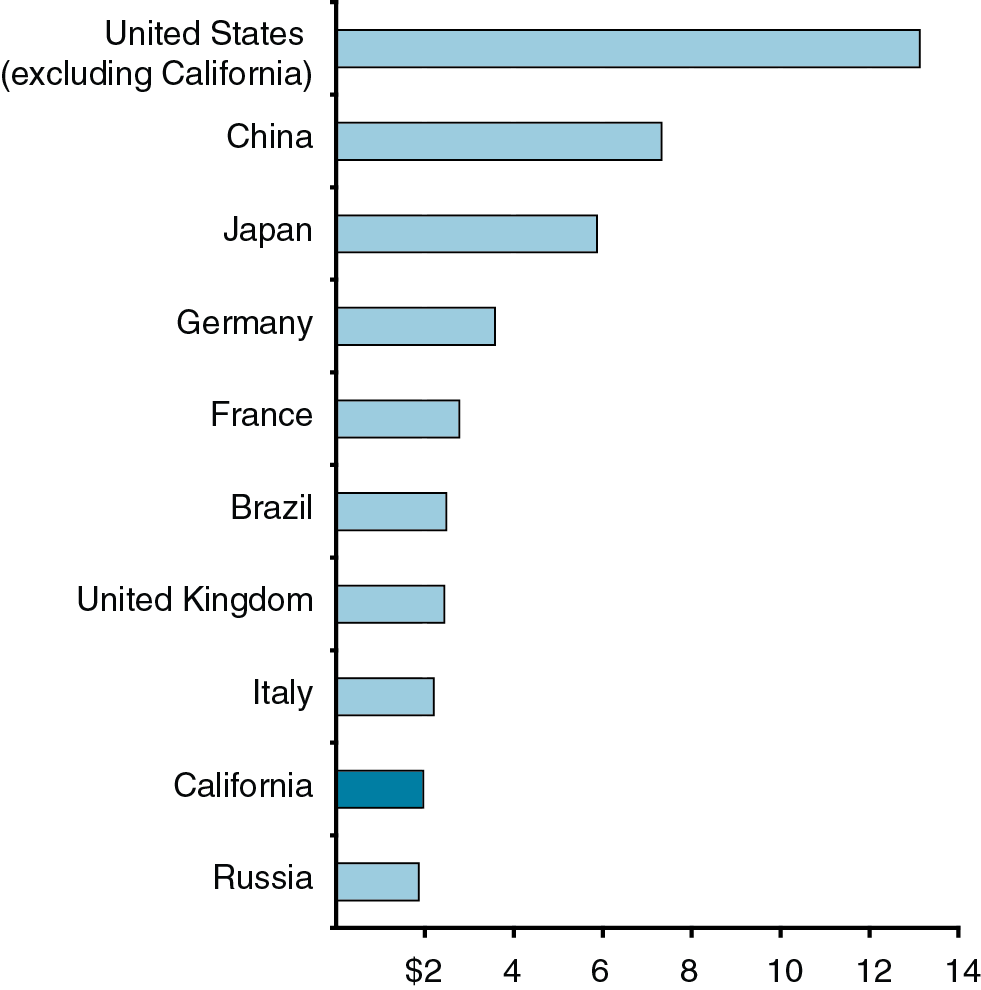 United States
(excluding California)
China
Japan
Germany
France
Brazil
United Kingdom
Italy
California
Russia
$2 4 6 8 10 12 14